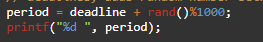 period = deadline + rand()%1000;
printf("%d ", period);